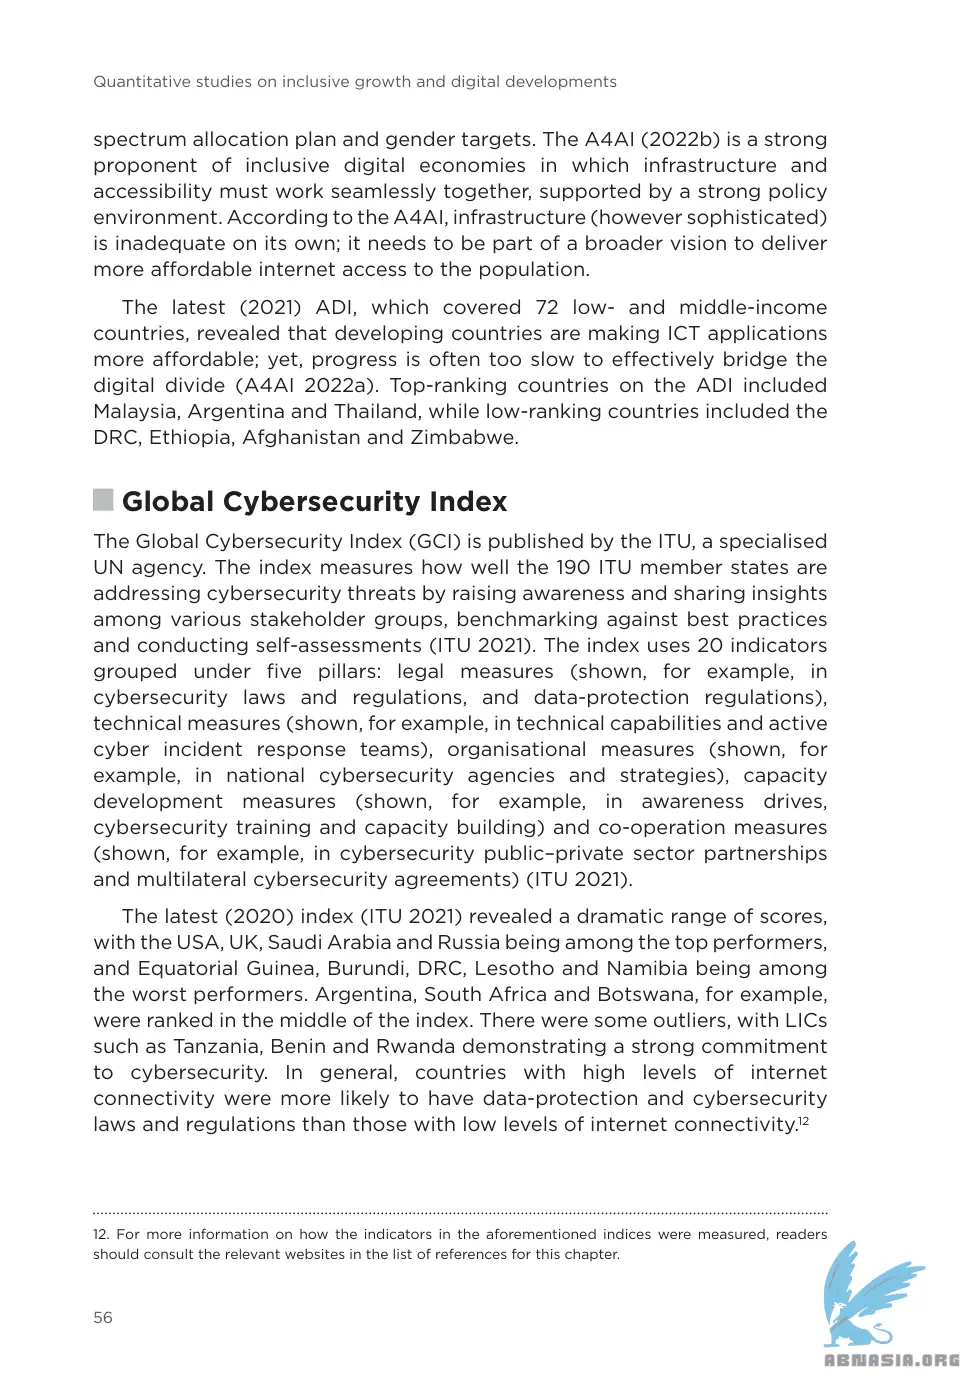 Quantitative studies on inclusive growth and digital developments
spectrum allocation plan and gender targets. The A4AI (2022b) is a strong
proponent of inclusive digital economies in which infrastructure and
accessibility must work seamlessly together, supported by a strong policy
environment. According to the A4AI, infrastructure (however sophisticated)
is inadequate on its own; it needs to be part of a broader vision to deliver
more affordable internet access to the population.
The latest (2021) ADI, which covered 72 low- and middle-income
countries, revealed that developing countries are making ICT applications
more affordable; yet, progress is often too slow to effectively bridge the
digital divide (A4AI 2022a). Top-ranking countries on the ADI included
Malaysia, Argentina and Thailand, while low-ranking countries included the
DRC, Ethiopia, Afghanistan and Zimbabwe.
Global Cybersecurity Index
The Global Cybersecurity Index (GCI) is published by the ITU, a specialised
UN agency. The index measures how well the 190 ITU member states are
addressing cybersecurity threats by raising awareness and sharing insights
among various stakeholder groups, benchmarking against best practices
and conducting self-assessments (ITU 2021). The index uses 20 indicators
grouped under five pillars: legal measures (shown, for example, in
cybersecurity laws and regulations, and data-protection regulations),
technical measures (shown, for example, in technical capabilities and active
cyber incident response teams), organisational measures (shown, for
example, in national cybersecurity agencies and strategies), capacity
development measures (shown, for example, in awareness drives,
cybersecurity training and capacity building) and co-operation measures
(shown, for example, in cybersecurity public–private sector partnerships
and multilateral cybersecurity agreements) (ITU 2021).
The latest (2020) index (ITU 2021) revealed a dramatic range of scores,
with the USA, UK, Saudi Arabia and Russia being among the top performers,
and Equatorial Guinea, Burundi, DRC, Lesotho and Namibia being among
the worst performers. Argentina, South Africa and Botswana, for example,
were ranked in the middle of the index. There were some outliers, with LICs
such as Tanzania, Benin and Rwanda demonstrating a strong commitment
to cybersecurity. In general, countries with high levels of internet
connectivity were more likely to have data-protection and cybersecurity
laws and regulations than those with low levels of internet connectivity.12
12. For more information on how the indicators in the aforementioned indices were measured, readers
should consult the relevant websites in the list of references for this chapter.
56
ABNASIA.ORG